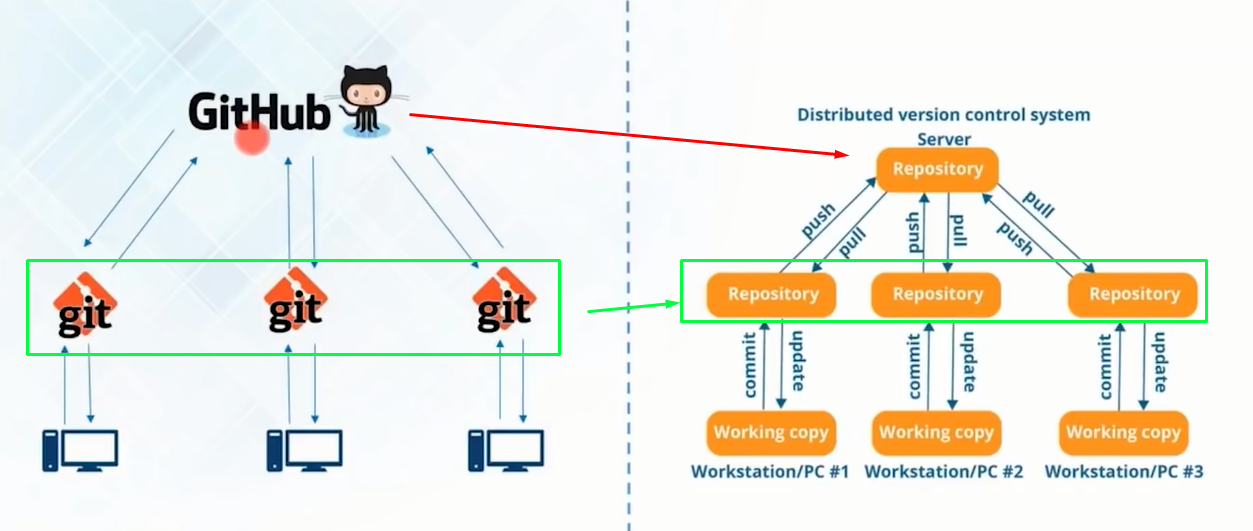 GitHub
git
git
git
Distributed version control system
Server
Repository
push
pull
push
pull
push
pull
Repository
Repository
Repository
commit
update
commit
update
commit
update
Working copy
Working copy
Working copy
Workstation/PC #1
Workstation/PC #2
Workstation/PC #3